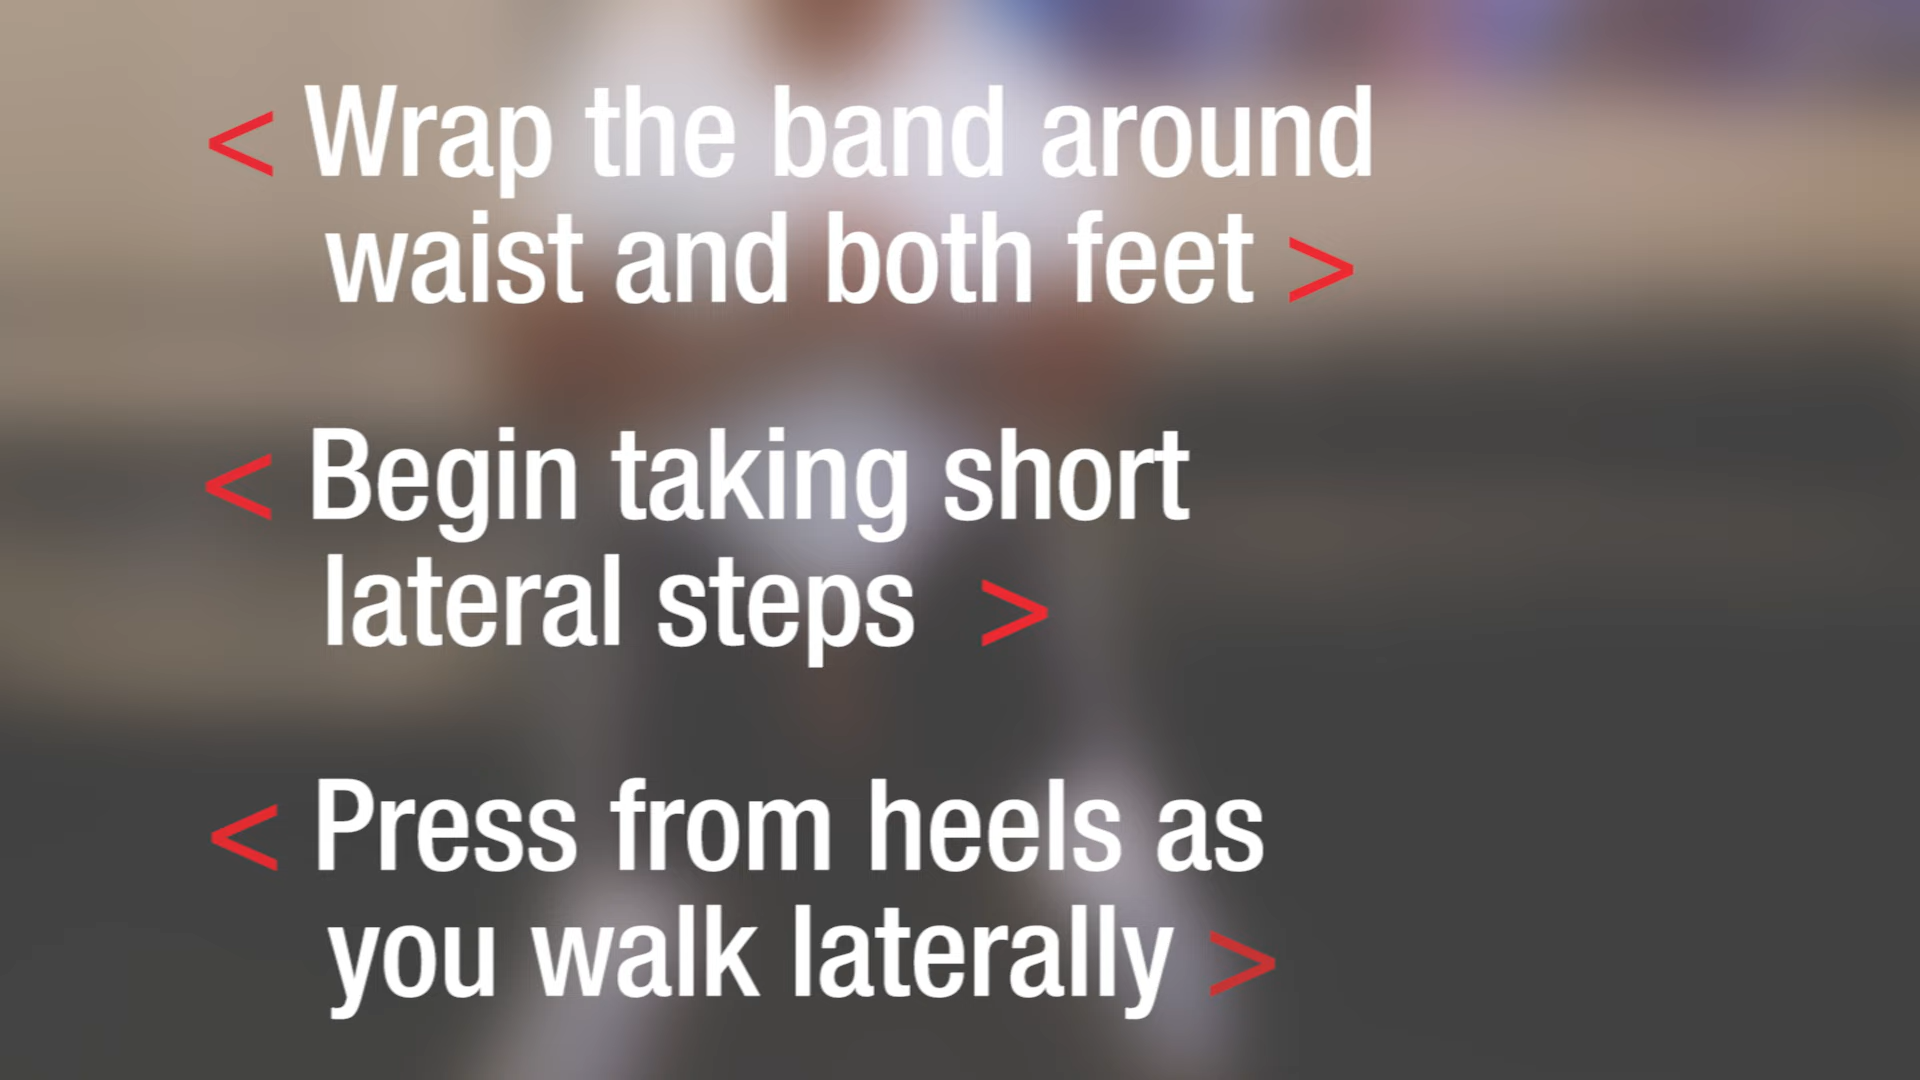 < Wrap the band around
waist and both feet >
< Begin taking short
lateral steps >
< Press from heels as
you walk laterally >